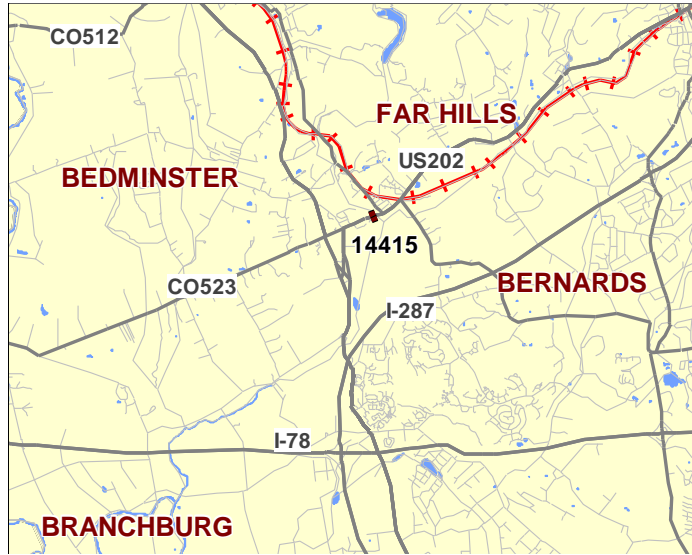 CO512
FAR HILLS
US202
BEDMINSTER
14415
CO523
BERNARDS
I-287
I-78
BRANCHBURG